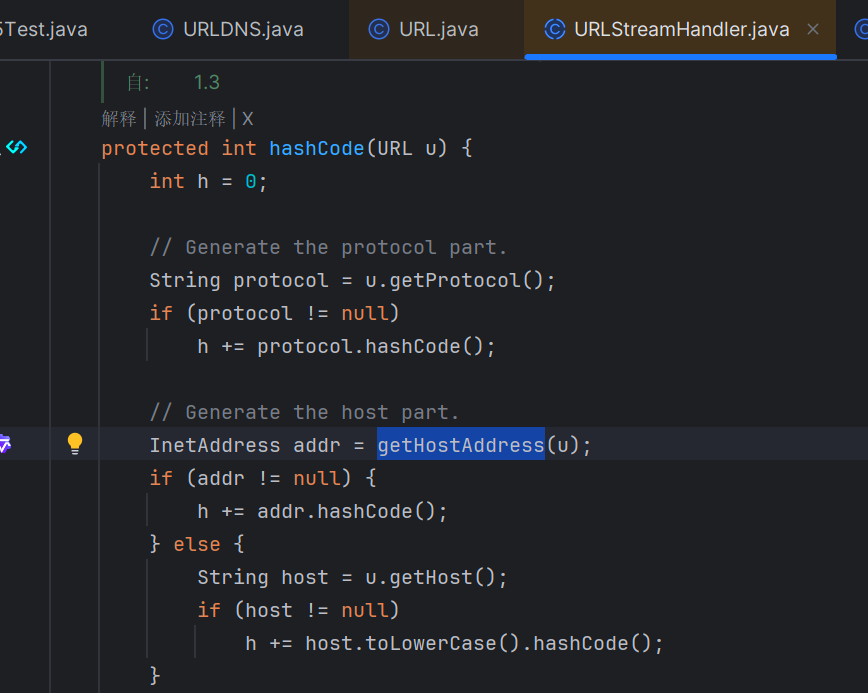 5Test.java URLDNS.java URL.java URLStreamHandler.java
自: 1.3
解释 | 添加注释 | X
protected int hashCode(URL u) {
int h = 0;
// Generate the protocol part.
String protocol = u.getProtocol();
if (protocol != null)
h += protocol.hashCode();
// Generate the host part.
InetAddress addr = getHostAddress(u);
if (addr != null) {
h += addr.hashCode();
} else {
String host = u.getHost();
if (host != null)
h += host.toLowerCase().hashCode();
}